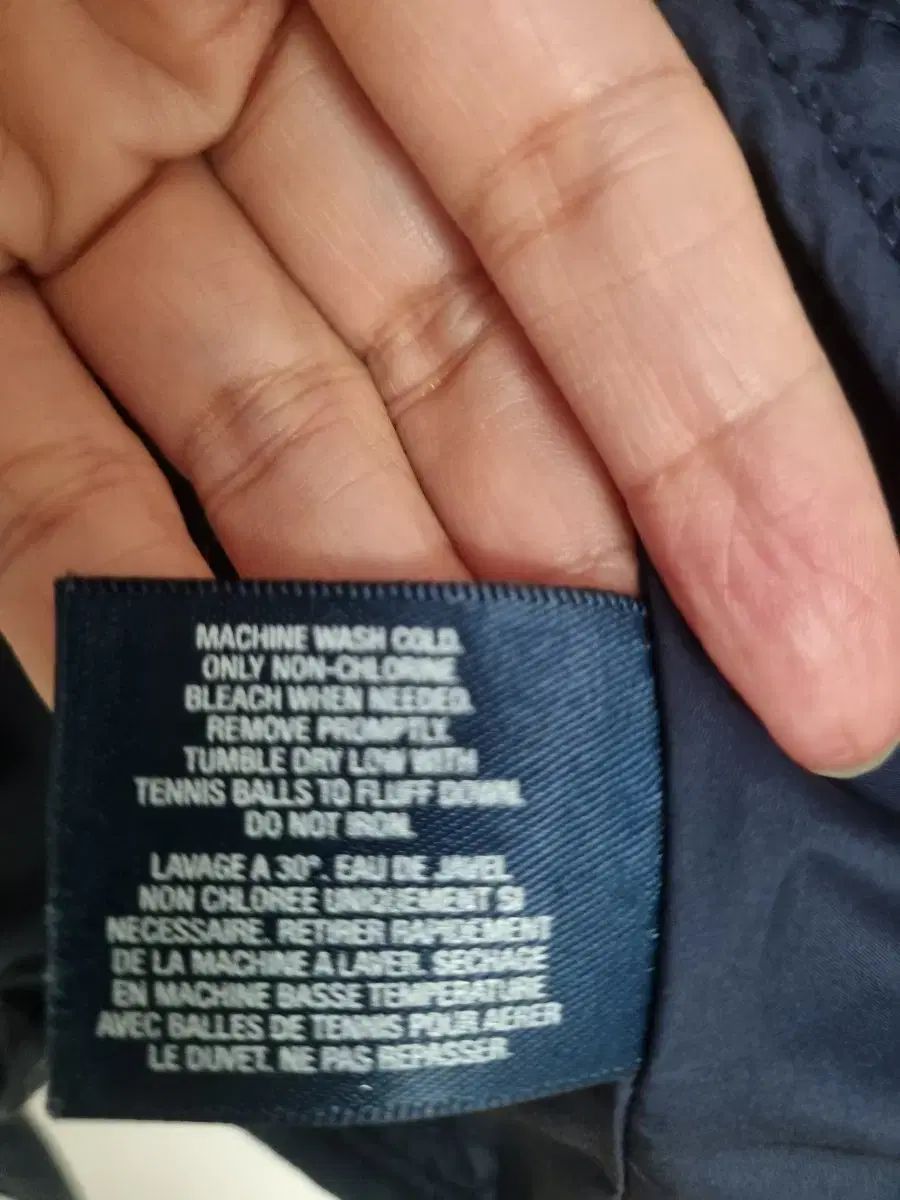 MACHINE WASH COLD.
ONLY NON-CHLORINE
BLEACH WHEN NEEDED.
REMOVE PROMPTLY.
TUMBLE DRY LOW WITH
TENNIS BALLS TO FLUFF DOWN.
DO NOT IRON.
LAVAGE A 30°. EAU DE JAVEL
NON CHLOREE UNIQUEMENT SI
NECESSAIRE. RETIRER RAPIDEMENT
DE LA MACHINE A LAVER. SECHAGE
EN MACHINE BASSE TEMPERATURE
AVEC BALLES DE TENNIS POUR AERER
LE DUVET. NE PAS REPASSER.